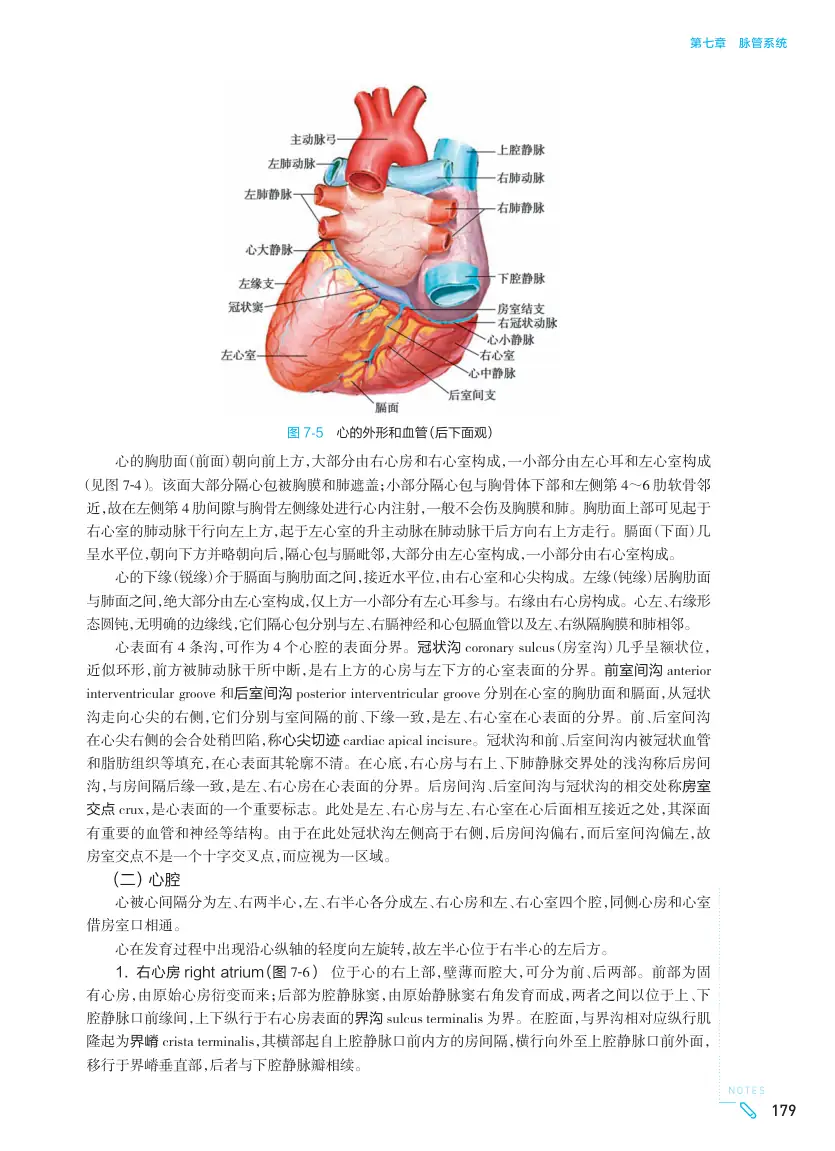 第七章 脉管系统
主动脉弓
左肺动脉
左肺静脉
心大静脉
左缘支
冠状窦
左心室
上腔静脉
右肺动脉
右肺静脉
下腔静脉
房室结支
右冠状动脉
心小静脉
右心室
心中静脉
后室间支
膈面
图 7-5 心的外形和血管(后下面观)
心的胸肋面(前面)朝向前上方,大部分由右心房和右心室构成,一小部分由左心耳和左心室构成
(见图 7-4)。该面大部分隔心包被胸膜和肺遮盖;小部分隔心包与胸骨体下部和左侧第 4～6 肋软骨邻
近,故在左侧第 4 肋间隙与胸骨左侧缘处进行心内注射,一般不会伤及胸膜和肺。胸肋面上部可见起于
右心室的肺动脉干行向左上方,起于左心室的升主动脉在肺动脉干后方向右上方走行。膈面(下面)几
呈水平位,朝向下方并略朝向后,隔心包与膈毗邻,大部分由左心室构成,一小部分由右心室构成。
心的下缘(锐缘)介于膈面与胸肋面之间,接近水平位,由右心室和心尖构成。左缘(钝缘)居胸肋面
与肺面之间,绝大部分由左心室构成,仅上方一小部分有左心耳参与。右缘由右心房构成。心左、右缘形
态圆钝,无明确的边缘线,它们隔心包分别与左、右膈神经和心包膈血管以及左、右纵隔胸膜和肺相邻。
心表面有 4 条沟,可作为 4 个心腔的表面分界。冠状沟 coronary sulcus(房室沟)几乎呈额状位,
近似环形,前方被肺动脉干所中断,是右上方的心房与左下方的心室表面的分界。前室间沟 anterior
interventricular groove 和后室间沟 posterior interventricular groove 分别在心室的胸肋面和膈面,从冠状
沟走向心尖的右侧,它们分别与室间隔的前、下缘一致,是左、右心室在心表面的分界。前、后室间沟
在心尖右侧的会合处稍凹陷,称心尖切迹 cardiac apical incisure。冠状沟和前、后室间沟内被冠状血管
和脂肪组织等填充,在心表面其轮廓不清。在心底,右心房与右上、下肺静脉交界处的浅沟称后房间
沟,与房间隔后缘一致,是左、右心房在心表面的分界。后房间沟、后室间沟与冠状沟的相交处称房室
交点 crux,是心表面的一个重要标志。此处是左、右心房与左、右心室在心后面相互接近之处,其深面
有重要的血管和神经等结构。由于在此处冠状沟左侧高于右侧,后房间沟偏右,而后室间沟偏左,故
房室交点不是一个十字交叉点,而应视为一区域。
(二)心腔
心被心间隔分为左、右两半心,左、右半心各分成左、右心房和左、右心室四个腔,同侧心房和心室
借房室口相通。
心在发育过程中出现沿心纵轴的轻度向左旋转,故左半心位于右半心的左后方。
1. 右心房 right atrium(图 7-6) 位于心的右上部,壁薄而腔大,可分为前、后两部。前部为固
有心房,由原始心房衍变而来;后部为腔静脉窦,由原始静脉窦右角发育而成,两者之间以位于上、下
腔静脉口前缘间,上下纵行于右心房表面的界沟 sulcus terminalis 为界。在腔面,与界沟相对应纵行肌
隆起为界嵴 crista terminalis,其横部起自上腔静脉口前内方的房间隔,横行向外至上腔静脉口前外面,
移行于界嵴垂直部,后者与下腔静脉瓣相续。
NOTES
179